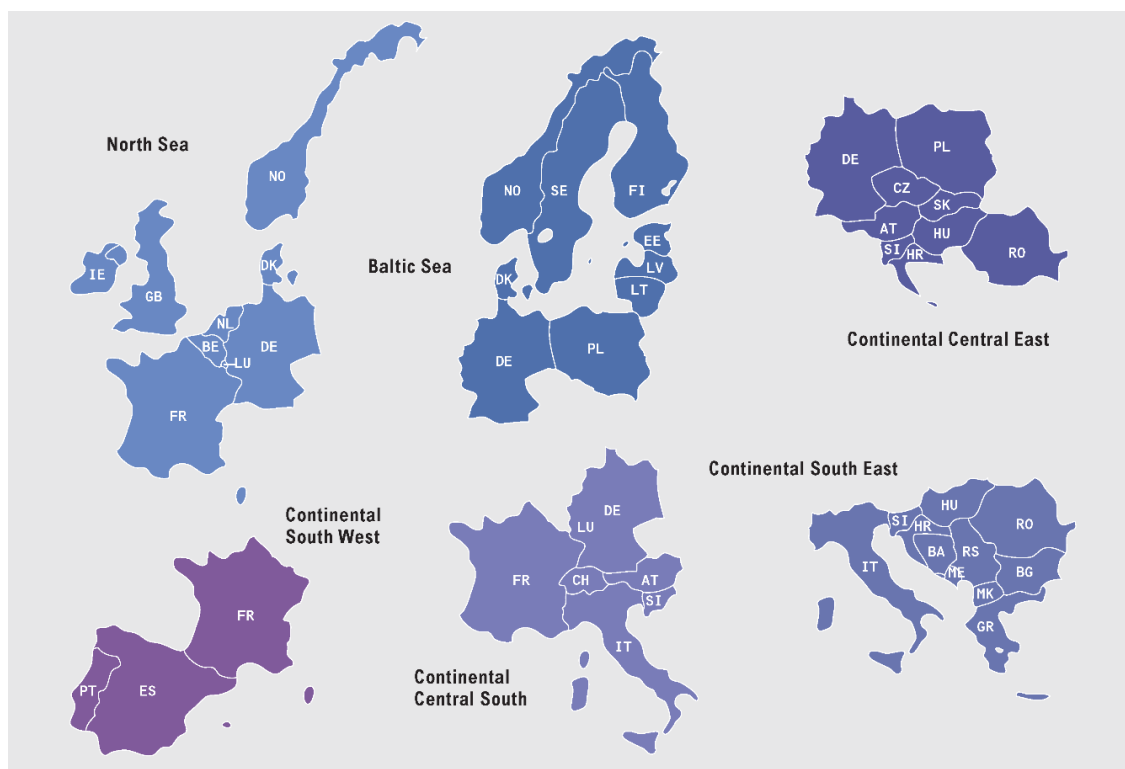 North Sea
NO
IE
GB
DK
NL
BE
DE
LU
FR
Baltic Sea
NO
SE
FI
EE
LV
LT
DK
DE
PL
DE
PL
CZ
SK
AT
HU
SI
HR
RO
Continental Central East
Continental
South West
FR
PT
ES
DE
LU
FR
CH
AT
SI
IT
Continental
Central South
Continental South East
HU
SI
HR
RO
BA
RS
IT
ME
BG
MK
GR